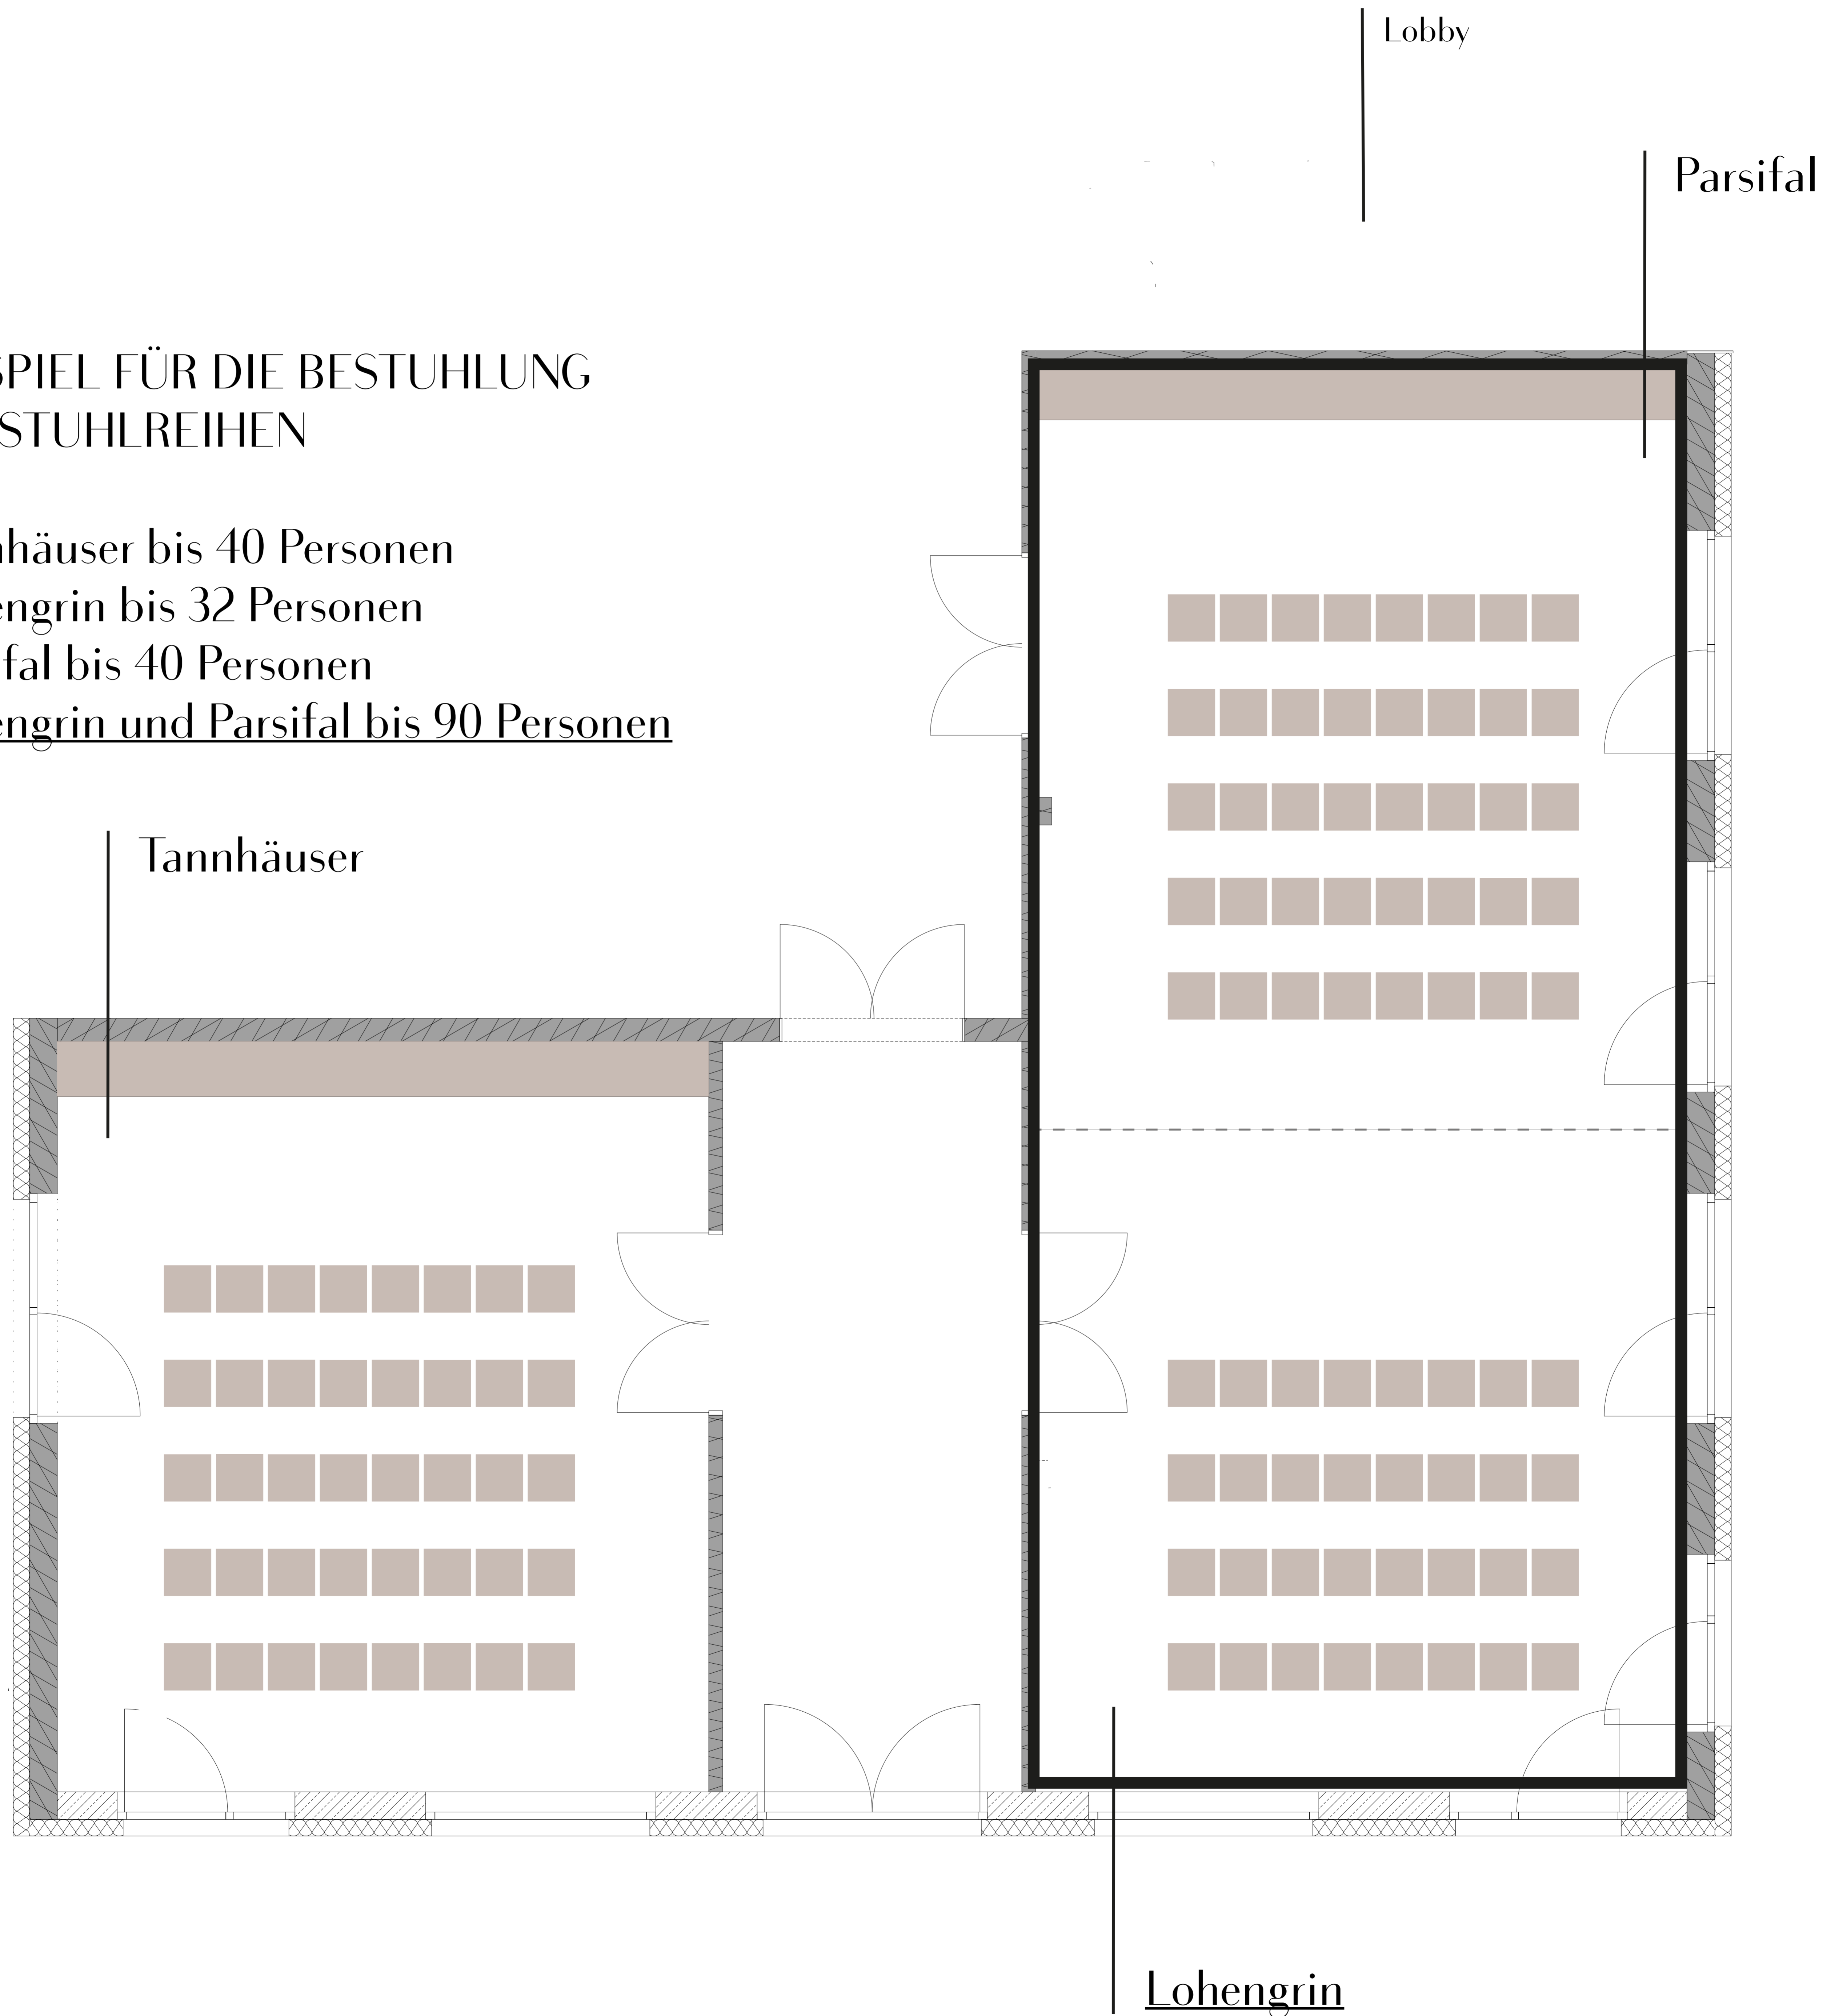 Lobby
Parsifal
SPIEL FÜR DIE BESTUHLUNG
STUHLREIHEN
nhäuser bis 40 Personen
engrin bis 32 Personen
ifal bis 40 Personen
engrin und Parsifal bis 90 Personen
Tannhäuser
Lohengrin